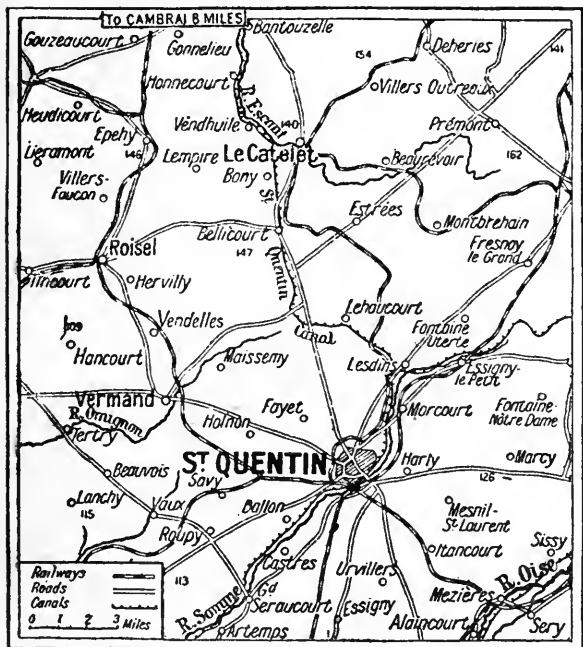 TO CAMBRAI 8 MILES
Gouzeaucourt
Gonnelieu
Bantouzelle
Deheries
134
141
Honnecourt
R. Escaut
Villers Outreaux
Heudicourt
Epehy
146
Vendhuile
140
Prémont
Lieramont
Lempire
Le Catelet
Beaurevoir
162
Villers-
Faucon
Bony
St.
Quentin
Canal
Estrées
Montbrehain
Roisel
Bellicourt
147
Fresnoy
le Grand
Tincourt
Hervilly
Lehaucourt
109
Vendelles
Fontaine
Uterte
Hancourt
Maissemy
Lesdins
Essigny-
le Petit
Vermand
R. Omignon
Fayet
Morcourt
Fontaine-
Nôtre Dame
Tertry
Holnon
ST QUENTIN
Harly
Marcy
Beauvois
Savy
126
Lanchy
115
Vaux
Ballon
Mesnil-
St Laurent
Roupy
Itancourt
Sissy
Castres
Urvillers
113
R. Somme
Gd
Seraucourt
Essigny
Mezières
R. Oise
Artemps
Alaincourt
Sery
Railways
Roads
Canals
0 1 2 3 Miles